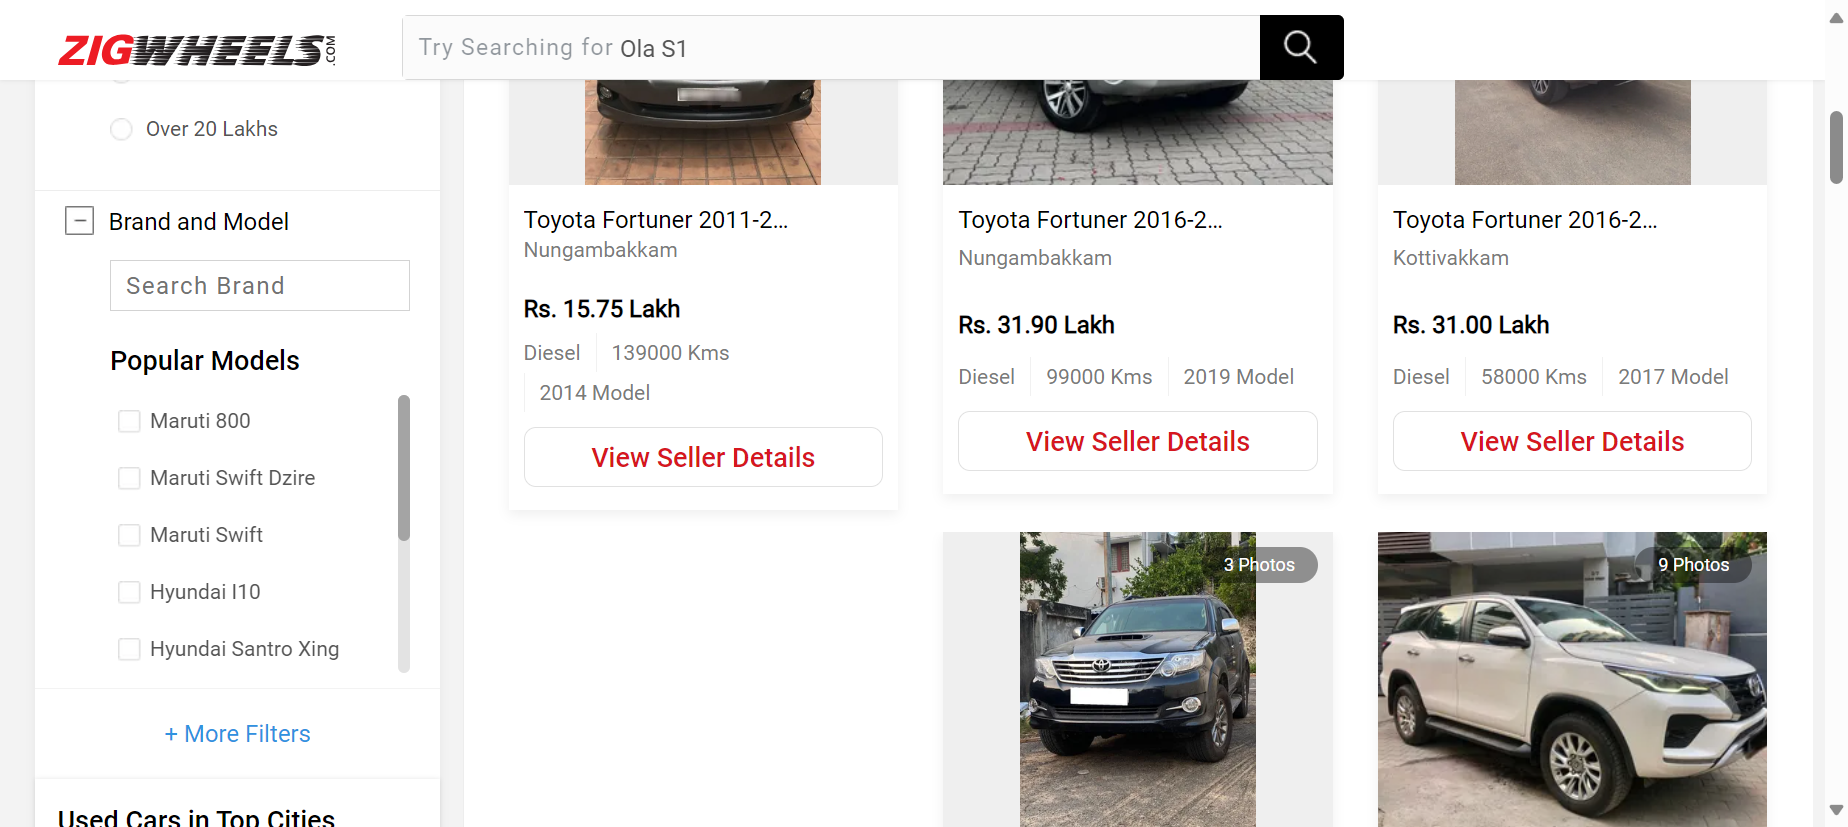 ZIGWHEELS.COM
Try Searching for Ola S1
Over 20 Lakhs
Brand and Model
Search Brand
Popular Models
Maruti 800
Maruti Swift Dzire
Maruti Swift
Hyundai I10
Hyundai Santro Xing
+ More Filters
Used Cars in Top Cities
Toyota Fortuner 2011-2...
Nungambakkam
Rs. 15.75 Lakh
Diesel 139000 Kms
2014 Model
View Seller Details
Toyota Fortuner 2016-2...
Nungambakkam
Rs. 31.90 Lakh
Diesel 99000 Kms 2019 Model
View Seller Details
Toyota Fortuner 2016-2...
Kottivakkam
Rs. 31.00 Lakh
Diesel 58000 Kms 2017 Model
View Seller Details
3 Photos
9 Photos